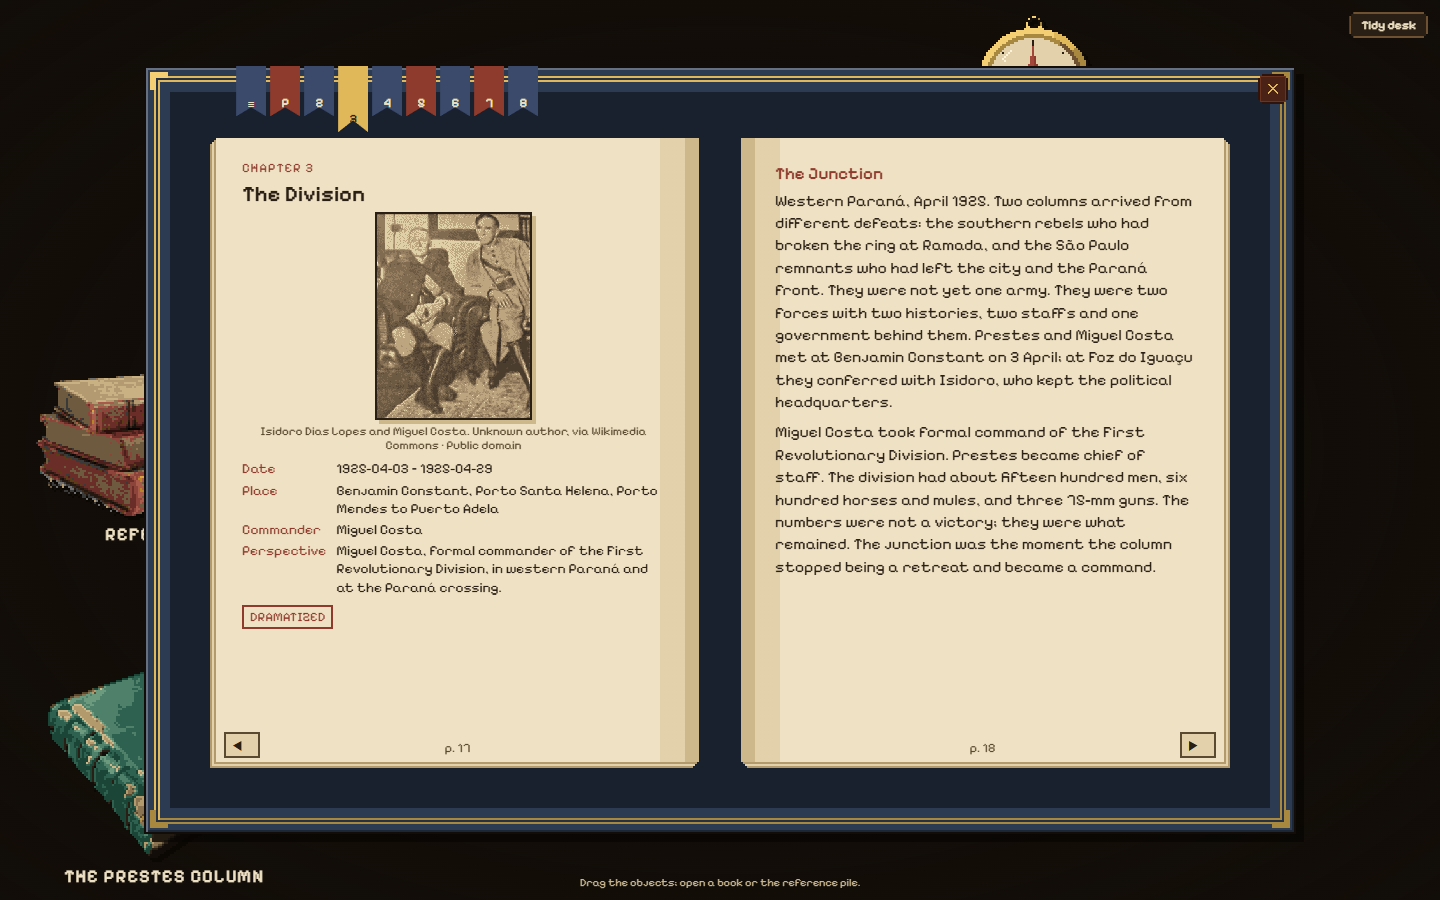 Tidy desk
≡ P 2 3 4 5 6 7 8
×
CHAPTER 3
The Division
Isidoro Dias Lopes and Miguel Costa. Unknown author, via Wikimedia
Commons · Public domain
Date 1925-04-03 - 1925-04-29
Place Benjamin Constant, Porto Santa Helena, Porto
Mendes to Puerto Adela
Commander Miguel Costa
Perspective Miguel Costa, formal commander of the First
Revolutionary Division, in western Paraná and
at the Paraná crossing.
DRAMATIZED
p. 17
The Junction
Western Paraná, April 1925. Two columns arrived from
different defeats: the southern rebels who had
broken the ring at Ramada, and the São Paulo
remnants who had left the city and the Paraná
front. They were not yet one army. They were two
forces with two histories, two staffs and one
government behind them. Prestes and Miguel Costa
met at Benjamin Constant on 3 April; at Foz do Iguaçu
they conferred with Isidoro, who kept the political
headquarters.
Miguel Costa took formal command of the First
Revolutionary Division. Prestes became chief of
staff. The division had about fifteen hundred men, six
hundred horses and mules, and three 75-mm guns. The
numbers were not a victory; they were what
remained. The junction was the moment the column
stopped being a retreat and became a command.
p. 18
REFE
THE PRESTES COLUMN
Drag the objects; open a book or the reference pile.